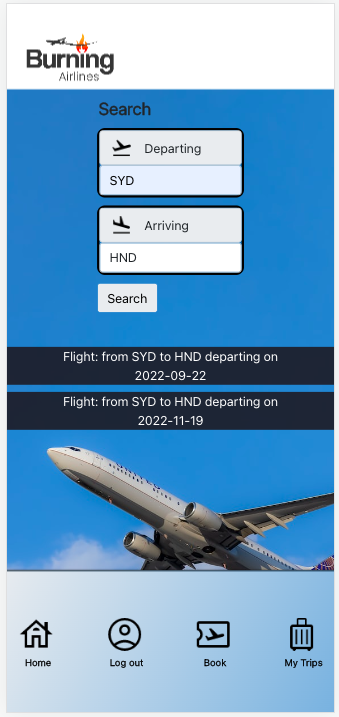 Burning
Airlines
Search
Departing
SYD
Arriving
HND
Search
Flight: from SYD to HND departing on
2022-09-22
Flight: from SYD to HND departing on
2022-11-19
UNITED
Home
Log out
Book
My Trips